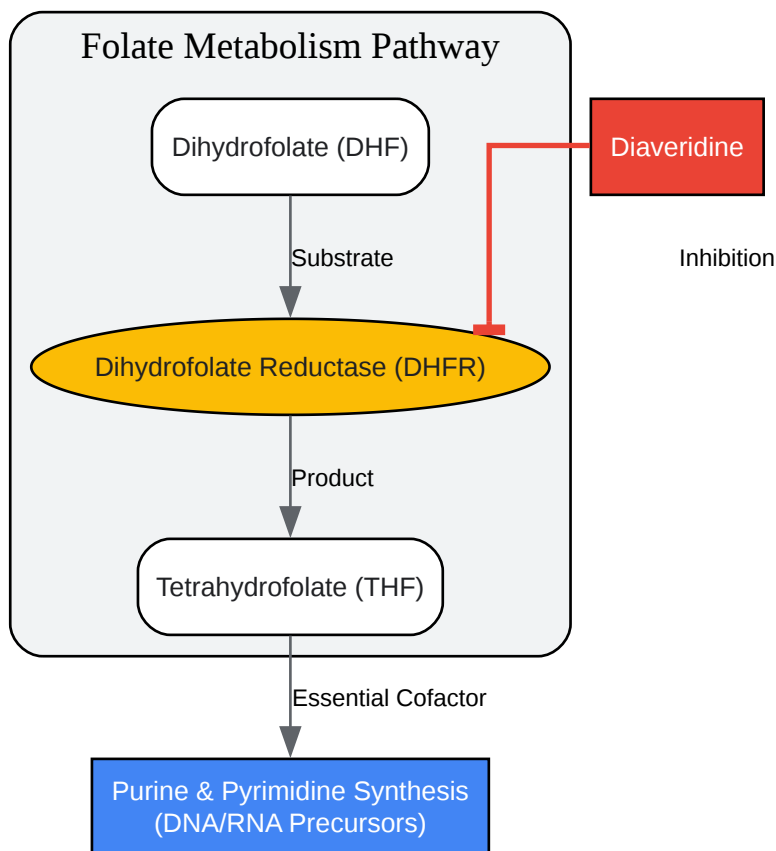 Folate Metabolism Pathway
Dihydrofolate (DHF)
Diaveridine
Substrate
Inhibition
Dihydrofolate Reductase (DHFR)
Product
Tetrahydrofolate (THF)
Essential Cofactor
Purine & Pyrimidine Synthesis
(DNA/RNA Precursors)